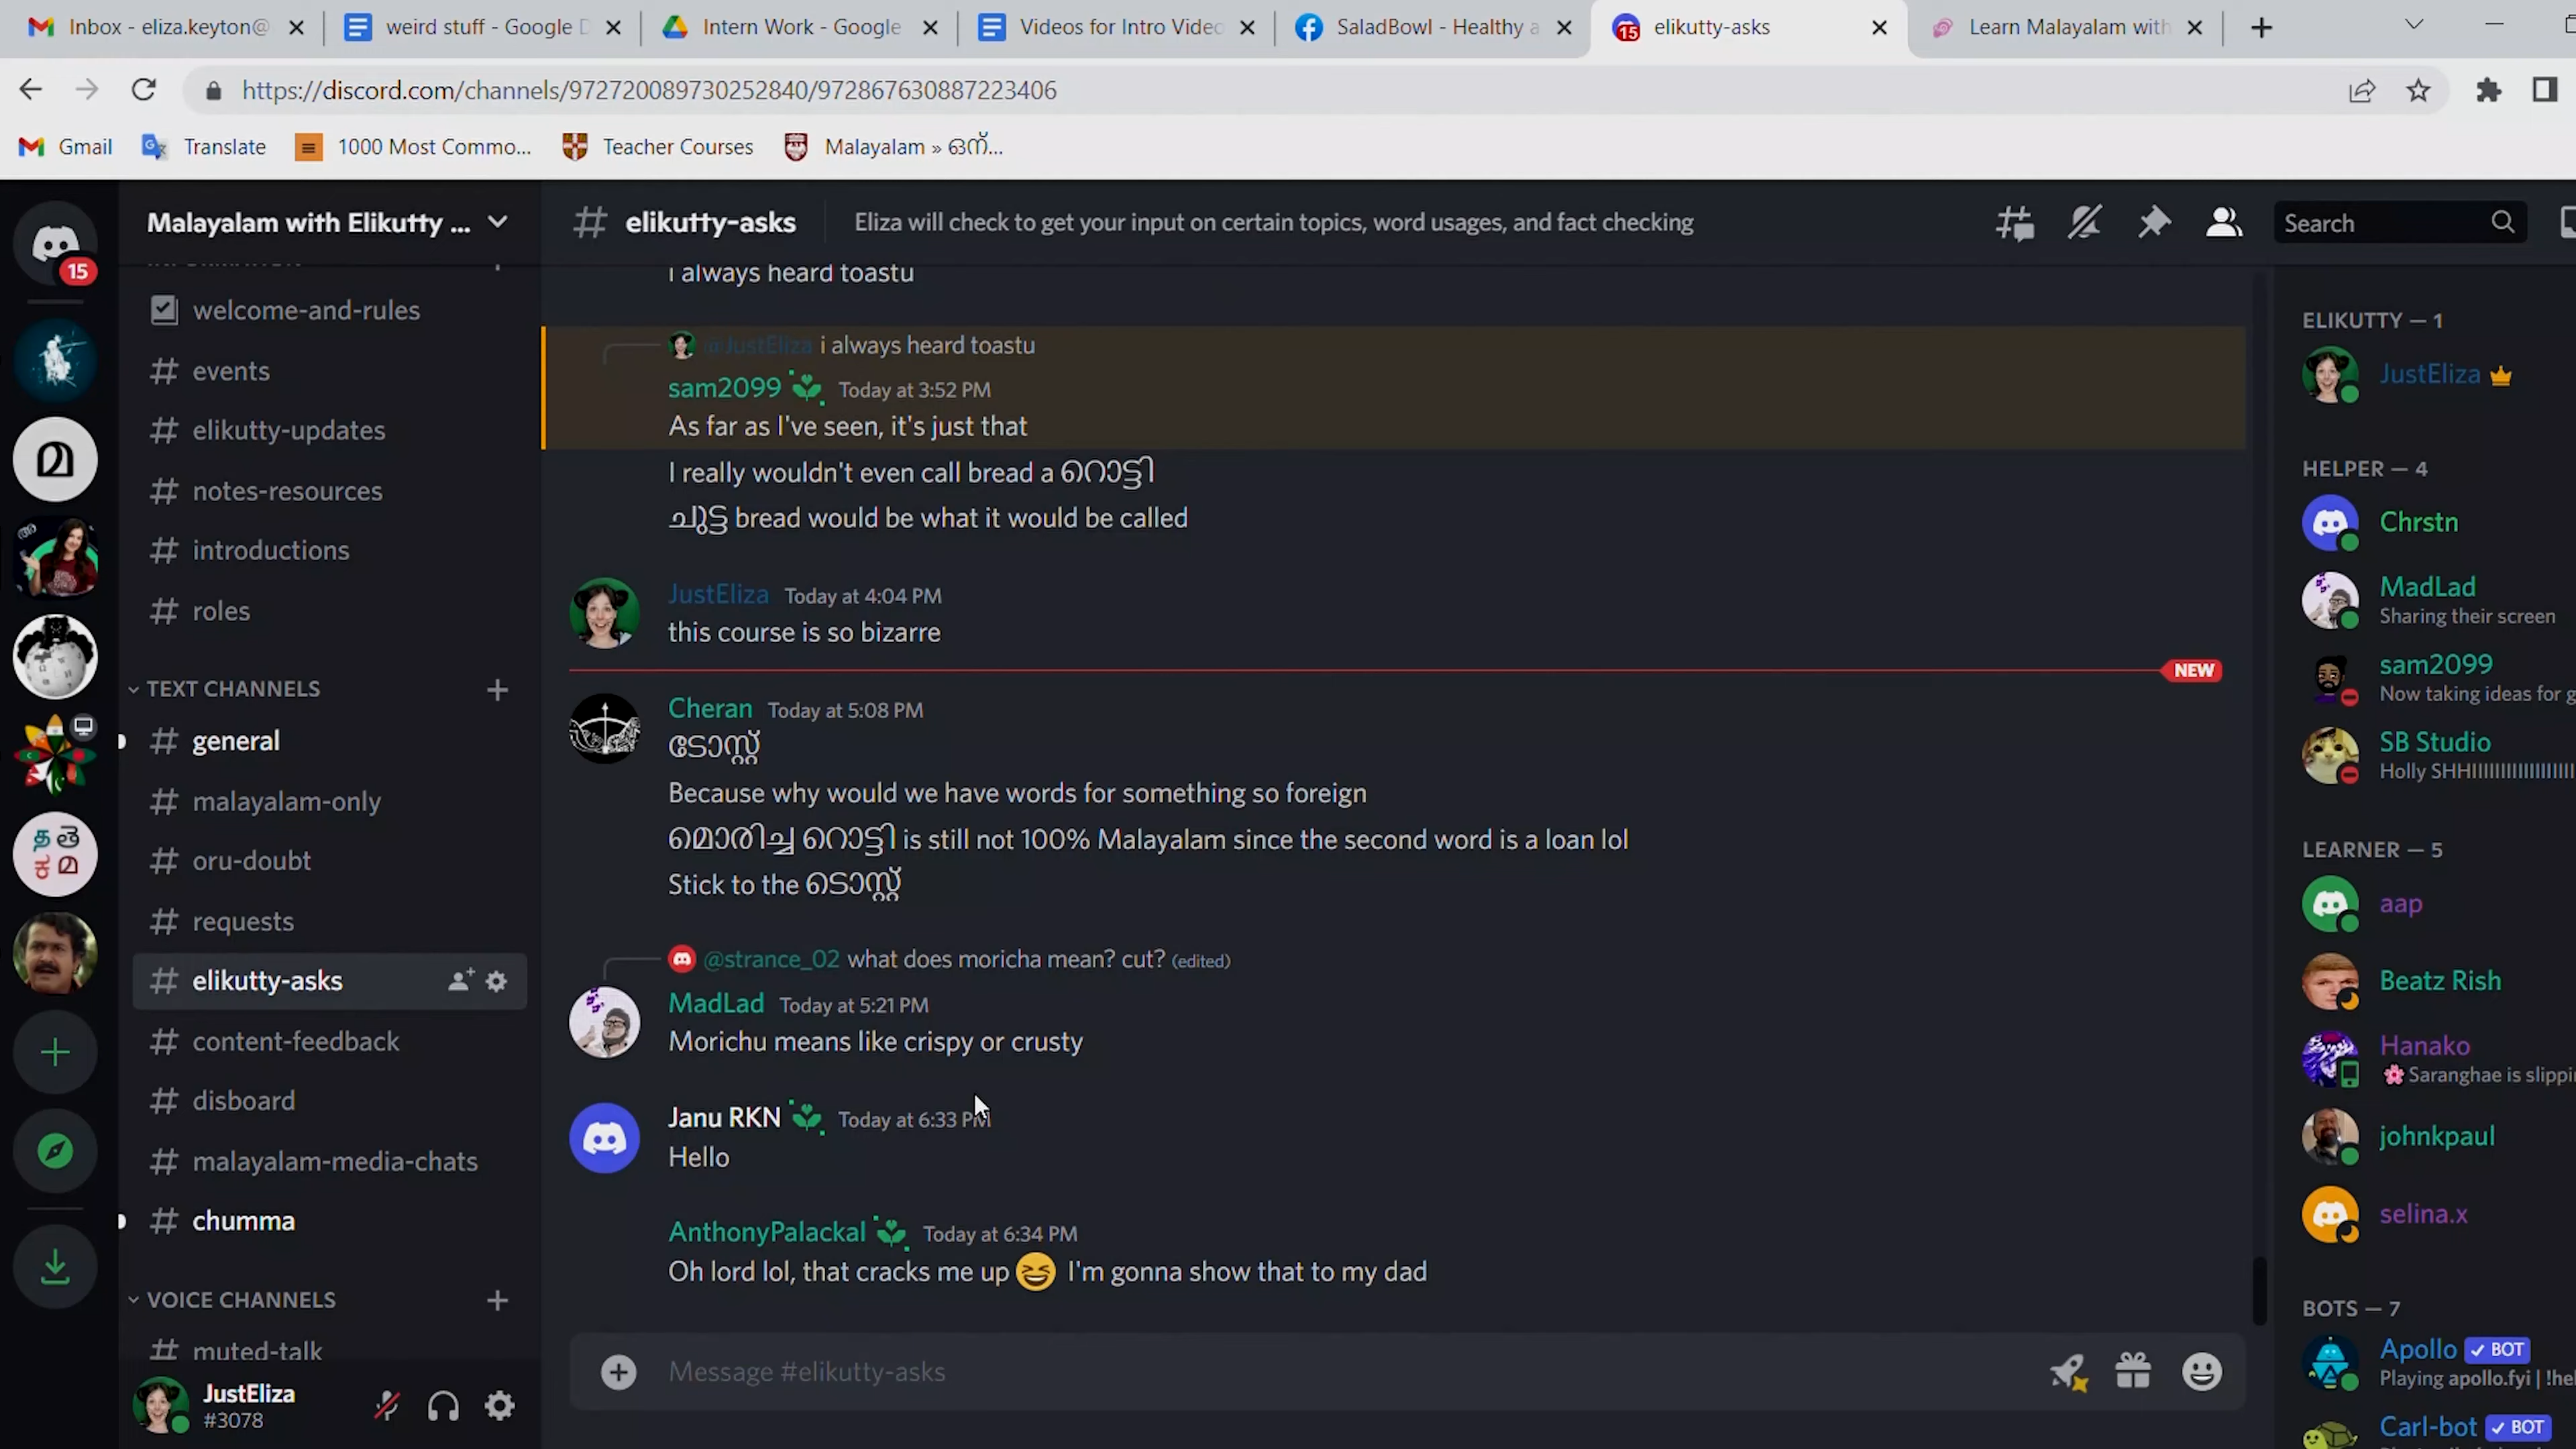 Inbox - eliza.keyton@
weird stuff - Google D
Intern Work - Google
Videos for Intro Video
SaladBowl - Healthy a
15
elikutty-asks
Learn Malayalam with
https://discord.com/channels/972720089730252840/972867630887223406
Gmail
Translate
1000 Most Commo...
Teacher Courses
Malayalam » ഒന്...
15
മ
Malayalam with Elikutty ...
welcome-and-rules
events
elikutty-updates
notes-resources
introductions
roles
TEXT CHANNELS
general
malayalam-only
oru-doubt
requests
elikutty-asks
content-feedback
disboard
malayalam-media-chats
chumma
VOICE CHANNELS
muted-talk
JustEliza
#3078
elikutty-asks
Eliza will check to get your input on certain topics, word usages, and fact checking
Search
i always heard toastu
@JustEliza i always heard toastu
sam2099 Today at 3:52 PM
As far as I've seen, it's just that
I really wouldn't even call bread a റൊട്ടി
ചുട്ട bread would be what it would be called
JustEliza Today at 4:04 PM
this course is so bizarre
NEW
Cheran Today at 5:08 PM
ടോസ്റ്റ്
Because why would we have words for something so foreign
മൊരിച്ച റൊട്ടി is still not 100% Malayalam since the second word is a loan lol
Stick to the ടൊസ്റ്റ്
@strance_02 what does moricha mean? cut? (edited)
MadLad Today at 5:21 PM
Morichu means like crispy or crusty
Janu RKN Today at 6:33 PM
Hello
AnthonyPalackal Today at 6:34 PM
Oh lord lol, that cracks me up 😆 I'm gonna show that to my dad
Message #elikutty-asks
ELIKUTTY — 1
JustEliza
HELPER — 4
Chrstn
MadLad
Sharing their screen
sam2099
Now taking ideas for g
SB Studio
Holly SHHIIIIIIIIIIIIIIIIII
LEARNER — 5
aap
Beatz Rish
Hanako
🌸 Saranghae is slippin
johnkpaul
selina.x
BOTS — 7
Apollo ✓ BOT
Playing apollo.fyi | !hel
Carl-bot ✓ BOT